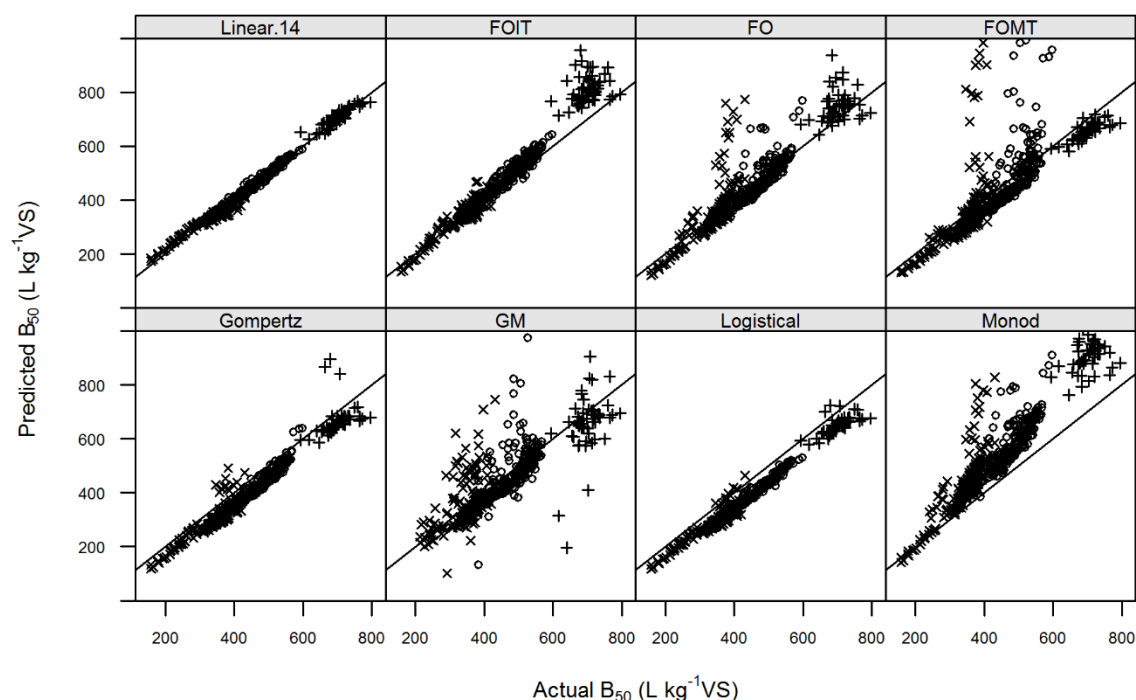 Linear.14 FOIT FO FOMT
800
600
400
200
Gompertz GM Logistical Monod
800
600
400
200
200 400 600 800 200 400 600 800 200 400 600 800 200 400 600 800
Predicted B₅₀ (L kg⁻¹VS)
Actual B₅₀ (L kg⁻¹VS)